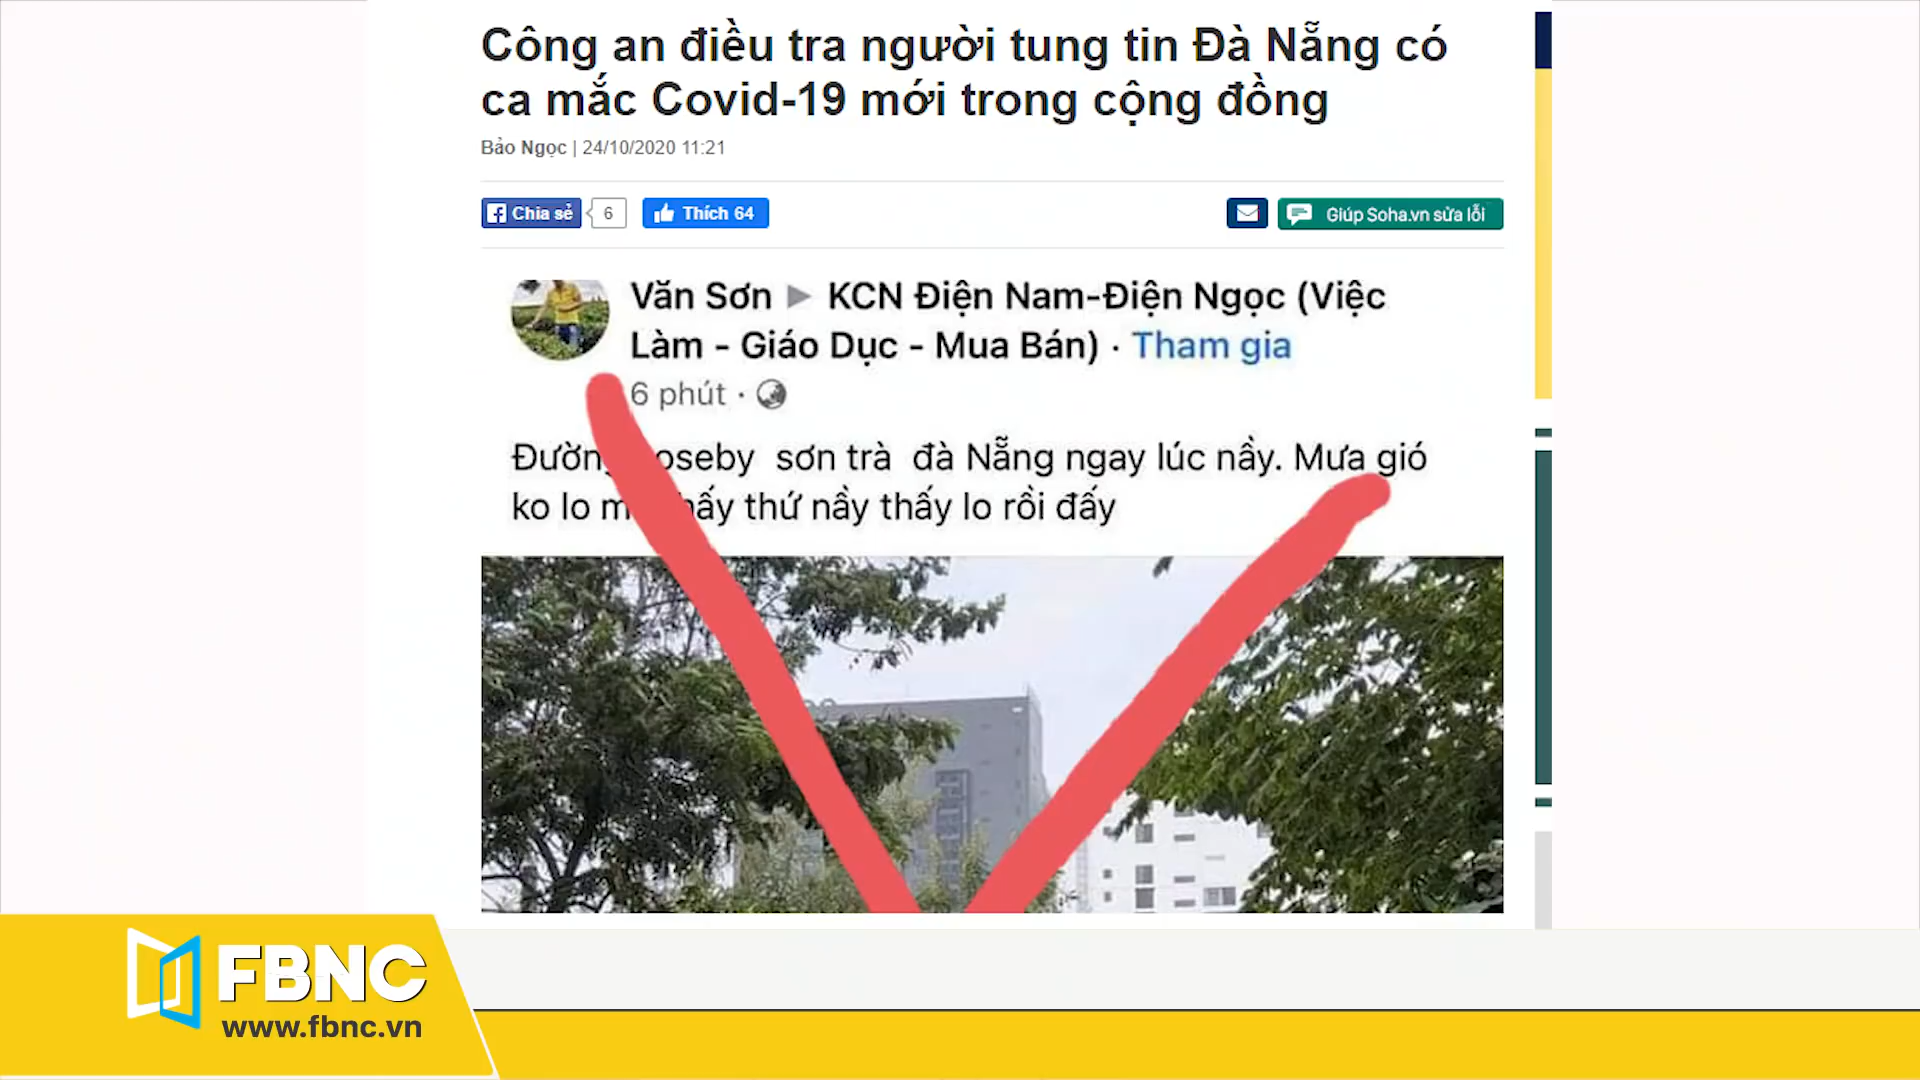 Công an điều tra người tung tin Đà Nẵng có
ca mắc Covid-19 mới trong cộng đồng
Bảo Ngọc | 24/10/2020 11:21
Chia sẻ 6 Thích 64 Giúp Soha.vn sửa lỗi
Văn Sơn ▶ KCN Điện Nam-Điện Ngọc (Việc
Làm - Giáo Dục - Mua Bán) · Tham gia
6 phút ·
sơn trà đà Nẵng ngay lúc nầy. Mưa gió
ko lo thứ nầy thấy lo rồi đấy
FBNC
www.fbnc.vn